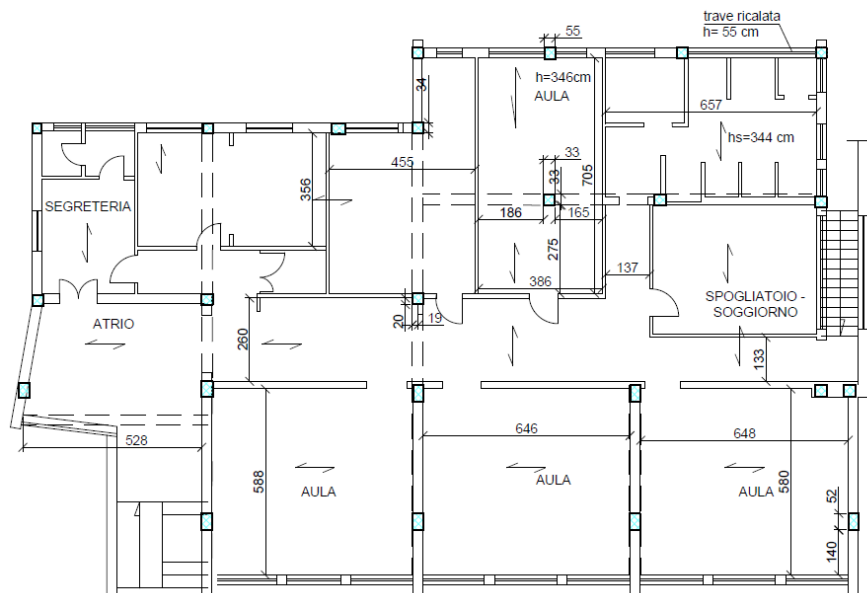 trave ricalata
h= 55 cm
55
34
h=346cm
AULA
657
33
hs=344 cm
455
33
705
356
SEGRETERIA
186
165
275
386
137
SPOGLIATOIO -
SOGGIORNO
ATRIO
20
19
260
133
528
646
648
588
AULA
AULA
580
AULA
52
140